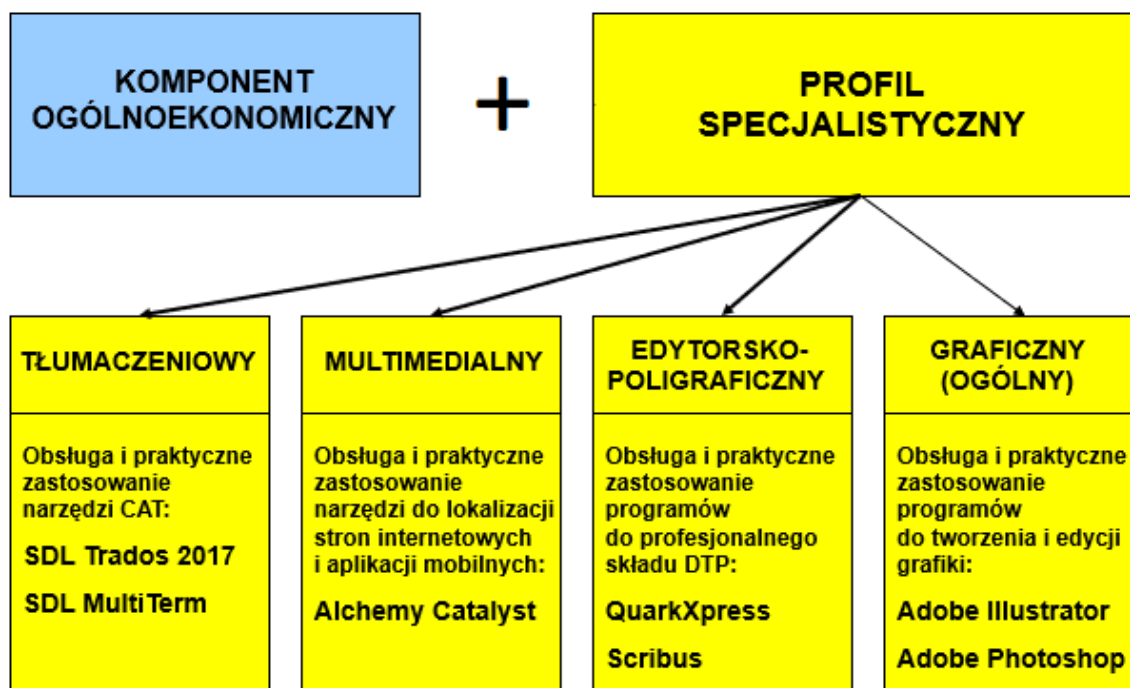 KOMPONENT
OGÓLNOEKONOMICZNY
+
PROFIL
SPECJALISTYCZNY
TŁUMACZENIOWY
Obsługa i praktyczne
zastosowanie
narzędzi CAT:
SDL Trados 2017
SDL MultiTerm
MULTIMEDIALNY
Obsługa i praktyczne
zastosowanie
narzędzi do lokalizacji
stron internetowych
i aplikacji mobilnych:
Alchemy Catalyst
EDYTORSKO-
POLIGRAFICZNY
Obsługa i praktyczne
zastosowanie
programów
do profesjonalnego
składu DTP:
QuarkXpress
Scribus
GRAFICZNY
(OGÓLNY)
Obsługa i praktyczne
zastosowanie
programów
do tworzenia i edycji
grafiki:
Adobe Illustrator
Adobe Photoshop